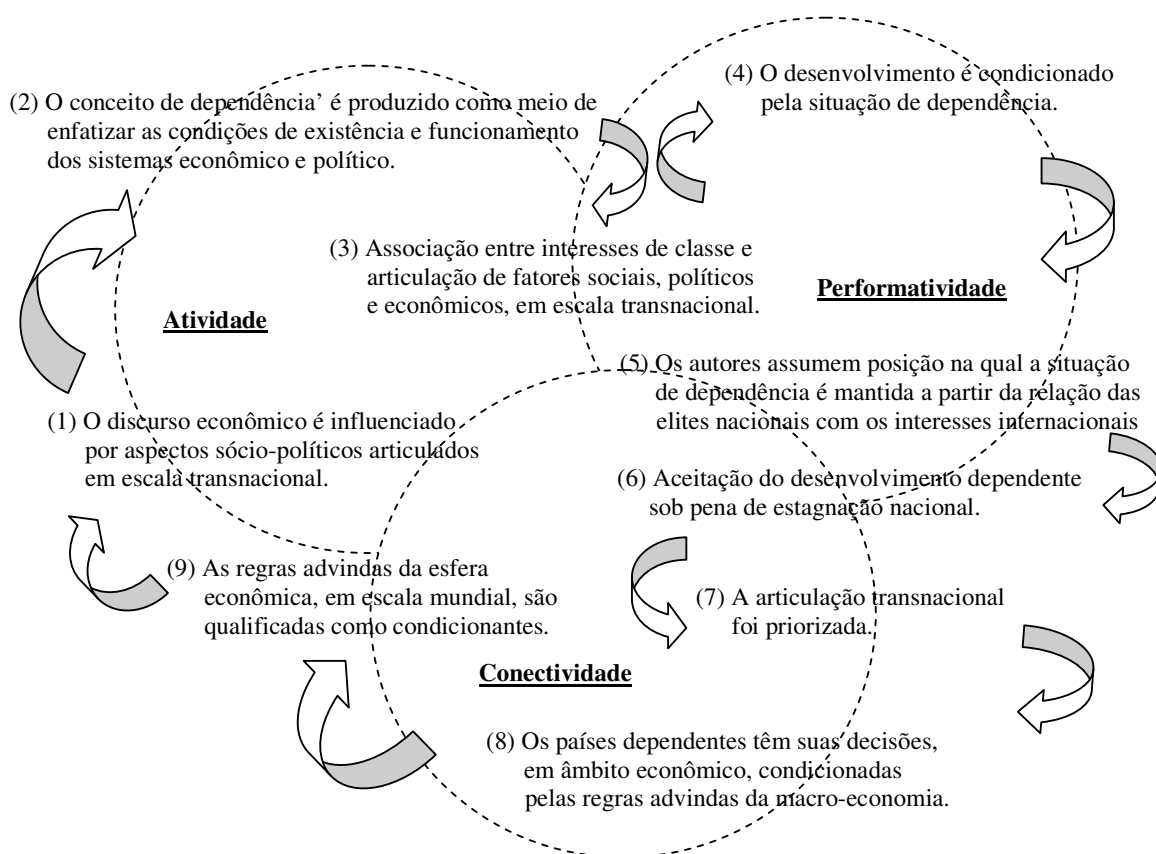 (4) O desenvolvimento é condicionado
pela situação de dependência.
(2) O conceito de dependência’ é produzido como meio de
enfatizar as condições de existência e funcionamento
dos sistemas econômico e político.
(3) Associação entre interesses de classe e
articulação de fatores sociais, políticos
e econômicos, em escala transnacional.
Performatividade
Atividade
(5) Os autores assumem posição na qual a situação
de dependência é mantida a partir da relação das
elites nacionais com os interesses internacionais
(1) O discurso econômico é influenciado
por aspectos sócio-políticos articulados
em escala transnacional.
(6) Aceitação do desenvolvimento dependente
sob pena de estagnação nacional.
(9) As regras advindas da esfera
econômica, em escala mundial, são
qualificadas como condicionantes.
(7) A articulação transnacional
foi priorizada.
Conectividade
(8) Os países dependentes têm suas decisões,
em âmbito econômico, condicionadas
pelas regras advindas da macro-economia.